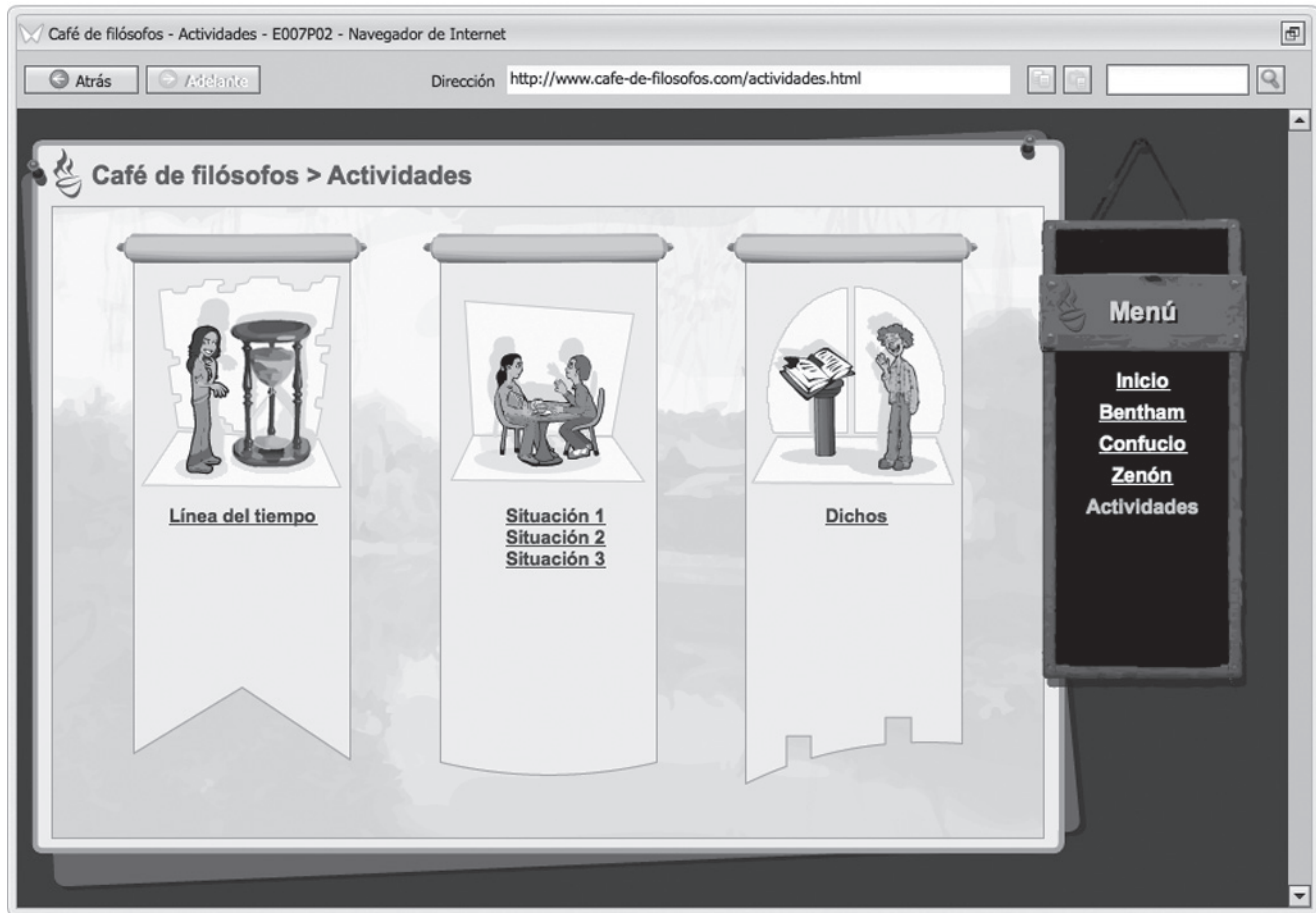 Café de filósofos - Actividades - E007P02 - Navegador de Internet
Atrás
Adelante
Dirección
http://www.cafe-de-filosofos.com/actividades.html
Café de filósofos > Actividades
Línea del tiempo
Situación 1
Situación 2
Situación 3
Dichos
Menú
Inicio
Bentham
Confucio
Zenón
Actividades